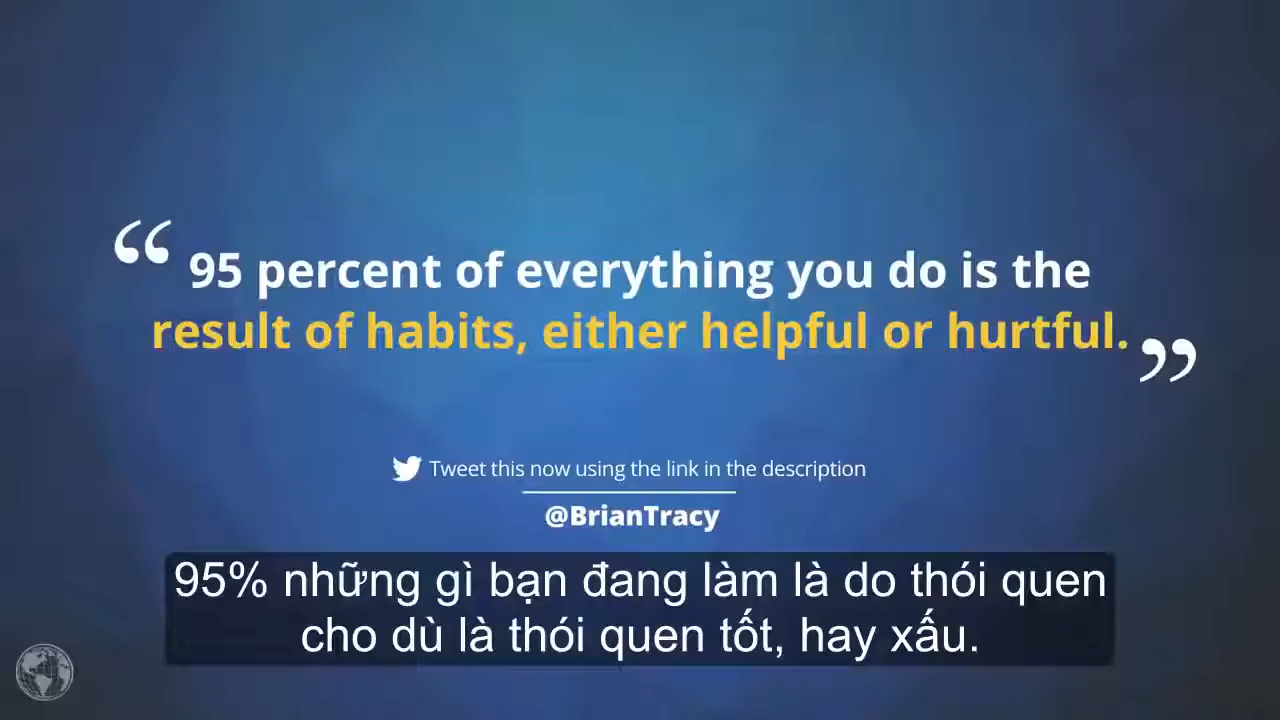 “ 95 percent of everything you do is the
result of habits, either helpful or hurtful. ”
Tweet this now using the link in the description
@BrianTracy
95% những gì bạn đang làm là do thói quen
cho dù là thói quen tốt, hay xấu.